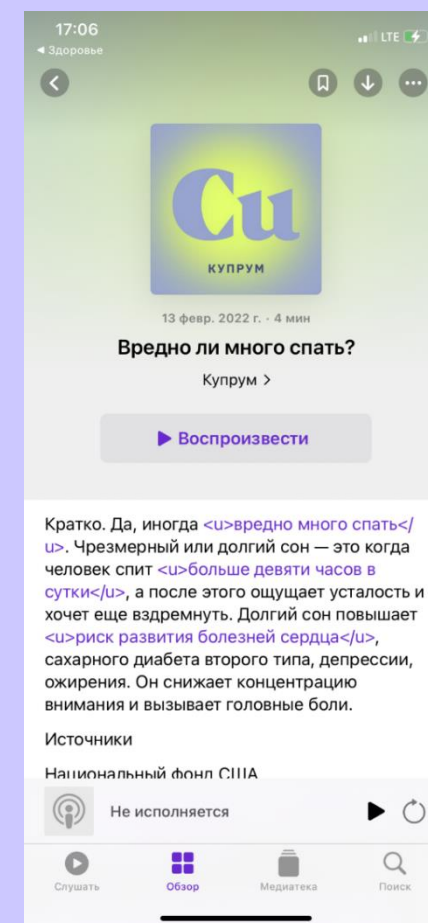 17:06
LTE
◀ Здоровье
Cu
КУПРУМ
13 февр. 2022 г. · 4 мин
Вредно ли много спать?
Купрум >
▶ Воспроизвести
Кратко. Да, иногда <u>вредно много спать</
u>. Чрезмерный или долгий сон — это когда
человек спит <u>больше девяти часов в
сутки</u>, а после этого ощущает усталость и
хочет еще вздремнуть. Долгий сон повышает
<u>риск развития болезней сердца</u>,
сахарного диабета второго типа, депрессии,
ожирения. Он снижает концентрацию
внимания и вызывает головные боли.
Источники
Национальный фонд США
Не исполняется
Слушать
Обзор
Медиатека
Поиск